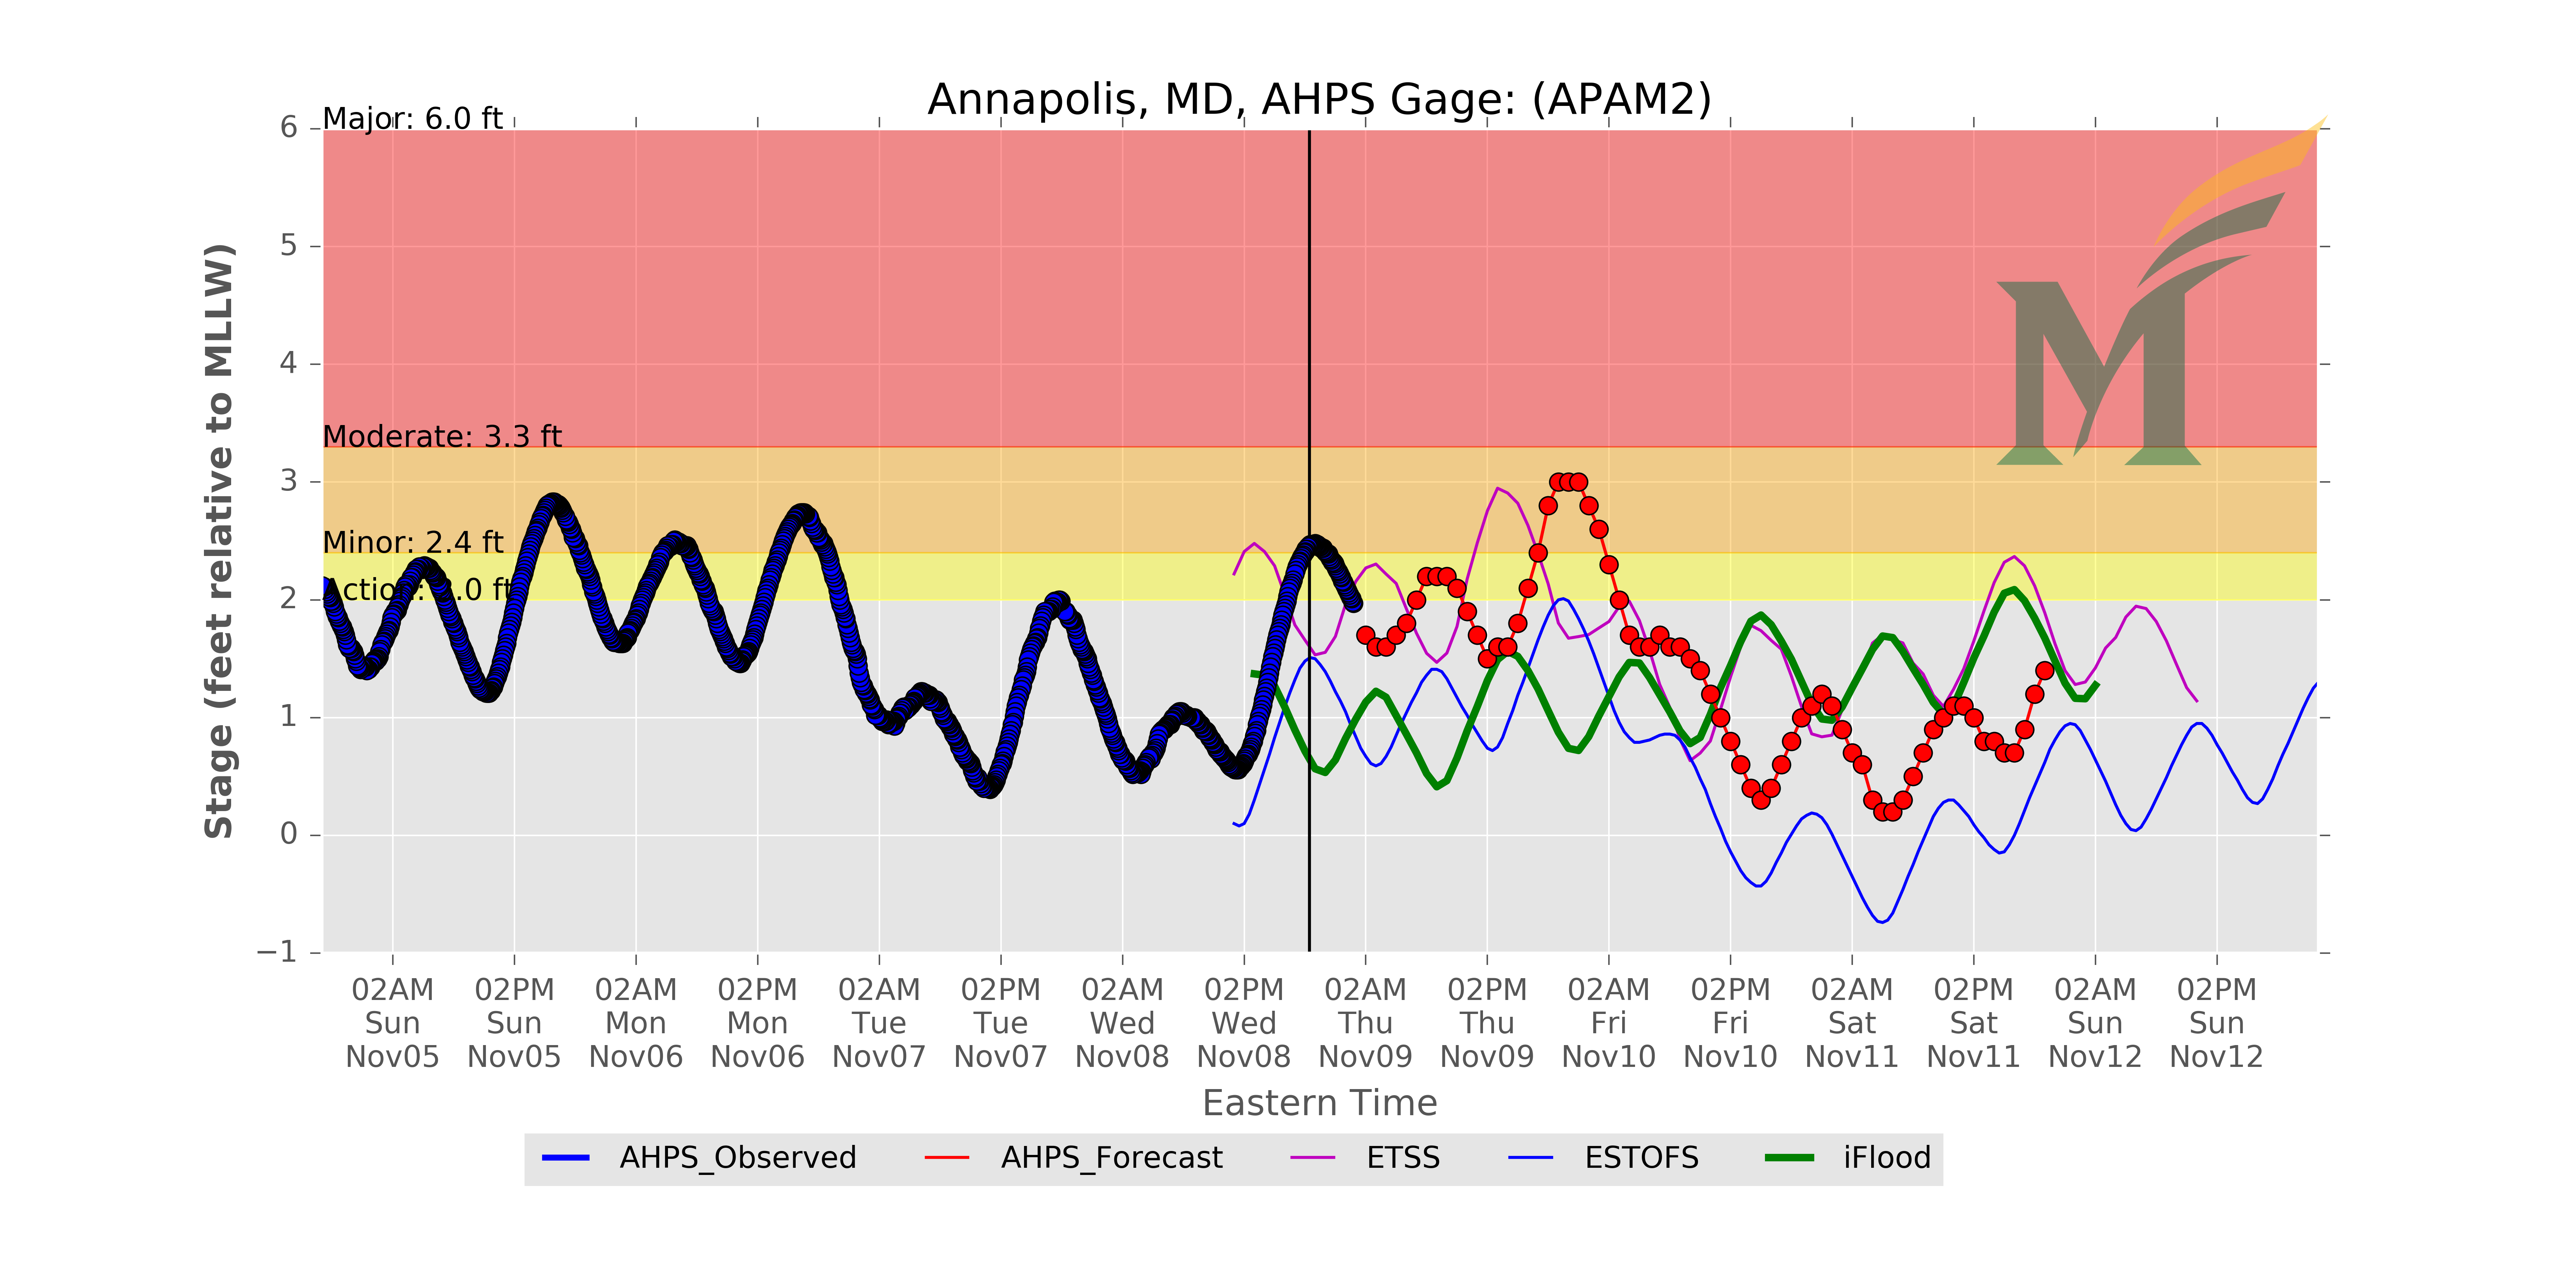 Annapolis, MD, AHPS Gage: (APAM2)
Major: 6.0 ft
Moderate: 3.3 ft
Minor: 2.4 ft
Action: 2.0 ft
6
5
4
3
2
1
0
−1
Stage (feet relative to MLLW)
02AM 02PM 02AM 02PM 02AM 02PM 02AM 02PM 02AM 02PM 02AM 02PM 02AM 02PM 02AM 02PM
Sun Sun Mon Mon Tue Tue Wed Wed Thu Thu Fri Fri Sat Sat Sun Sun
Nov05 Nov05 Nov06 Nov06 Nov07 Nov07 Nov08 Nov08 Nov09 Nov09 Nov10 Nov10 Nov11 Nov11 Nov12 Nov12
Eastern Time
AHPS_Observed AHPS_Forecast ETSS ESTOFS iFlood